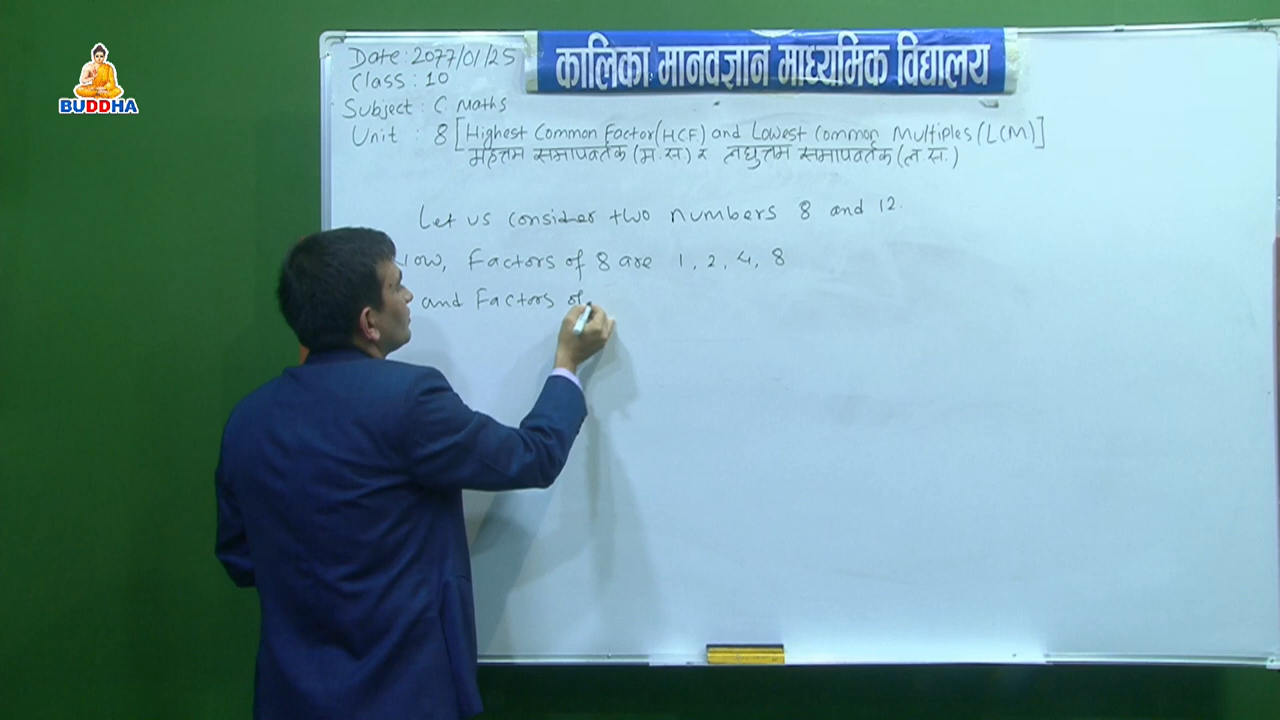 BUDDHA
कालिका मानवज्ञान माध्यमिक विद्यालय
Date: 2077/01/25
Class: 10
Subject: C. Maths
Unit : 8 [Highest Common Factor(HCF) and Lowest Common Multiples (LCM)]
महत्तम समापवर्तक (म.स.) र लघुत्तम समापवर्तक (ल.स.)
Let us consider two numbers 8 and 12.
Now, Factors of 8 are 1, 2, 4, 8
and Factors of